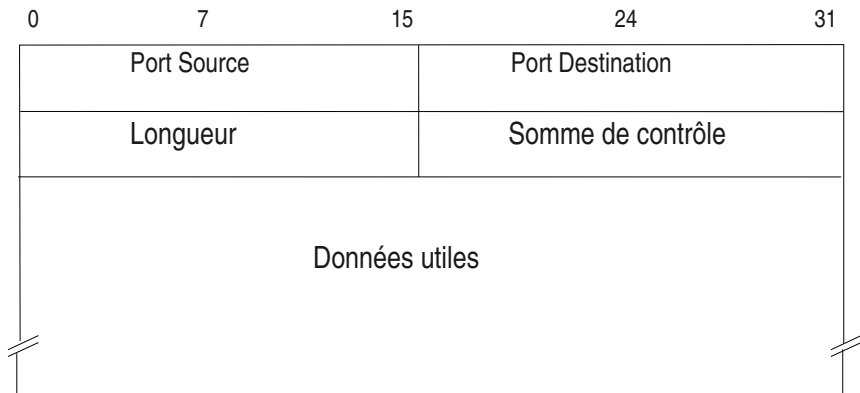 0 7 15 24 31
Port Source Port Destination
Longueur Somme de contrôle
Données utiles